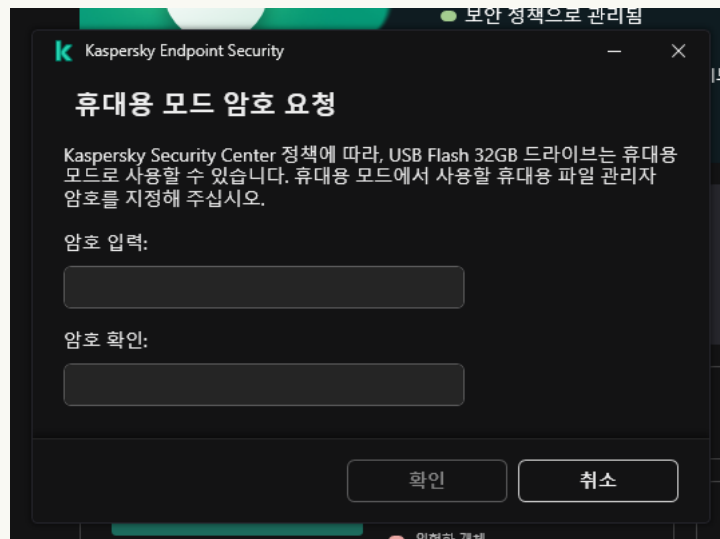 보안 정책으로 관리됨
Kaspersky Endpoint Security
휴대용 모드 암호 요청
Kaspersky Security Center 정책에 따라, USB Flash 32GB 드라이브는 휴대용
모드로 사용할 수 있습니다. 휴대용 모드에서 사용할 휴대용 파일 관리자
암호를 지정해 주십시오.
암호 입력:
암호 확인:
확인
취소